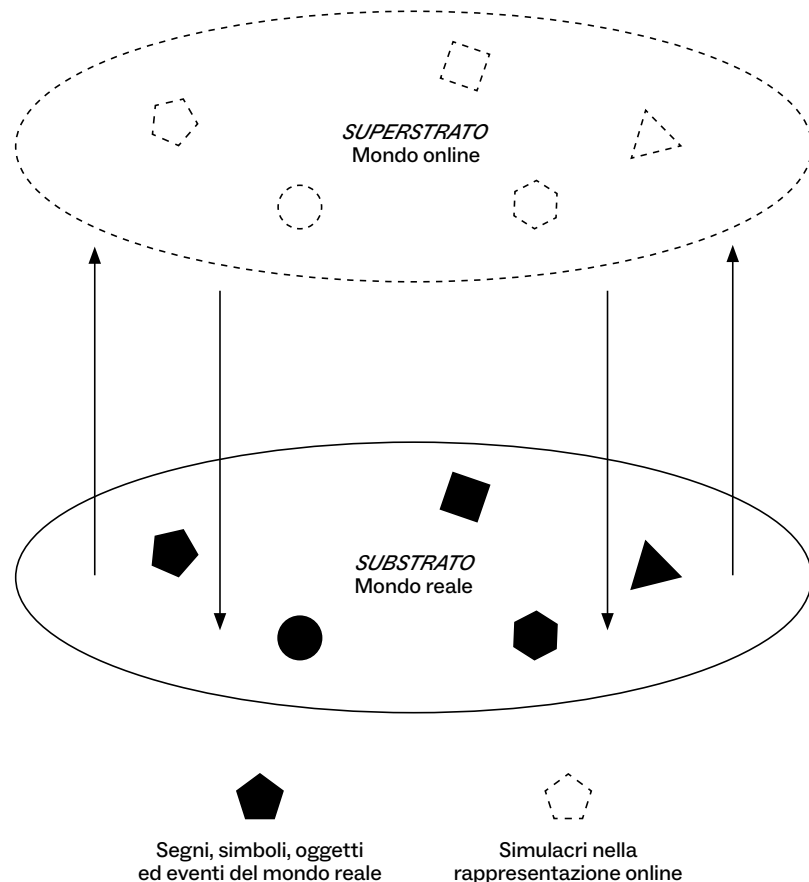 SUPERSTRATO
Mondo online
SUBSTRATO
Mondo reale
Segni, simboli, oggetti
ed eventi del mondo reale
Simulacri nella
rappresentazione online